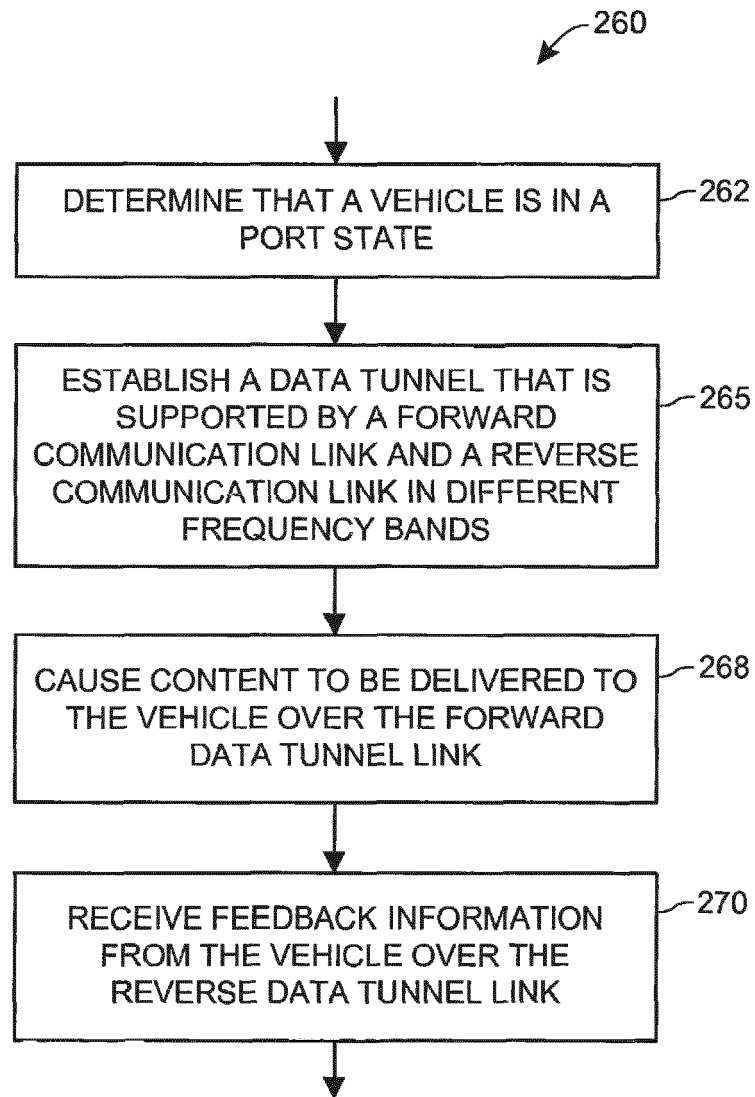 260
DETERMINE THAT A VEHICLE IS IN A
PORT STATE
262
ESTABLISH A DATA TUNNEL THAT IS
SUPPORTED BY A FORWARD
COMMUNICATION LINK AND A REVERSE
COMMUNICATION LINK IN DIFFERENT
FREQUENCY BANDS
265
CAUSE CONTENT TO BE DELIVERED TO
THE VEHICLE OVER THE FORWARD
DATA TUNNEL LINK
268
RECEIVE FEEDBACK INFORMATION
FROM THE VEHICLE OVER THE
REVERSE DATA TUNNEL LINK
270